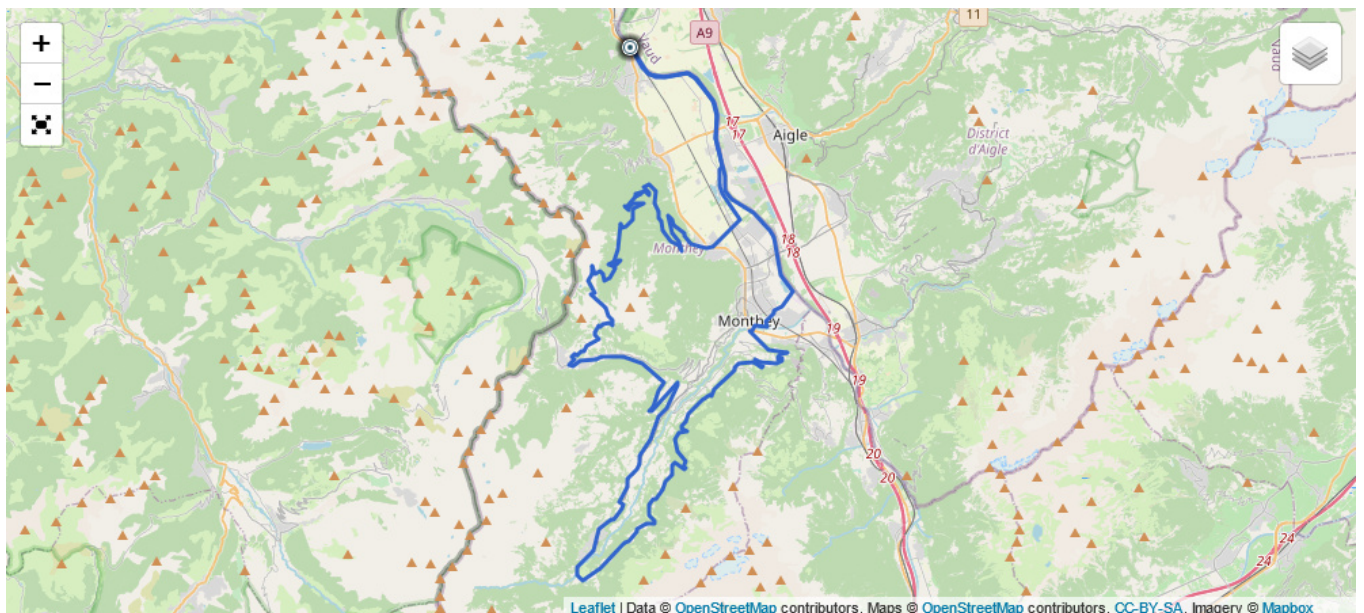 +
−
11
A9
Vaud
Vaud
17
17
Aigle
District
d'Aigle
Monthey
18
18
Monthey
19
19
20
20
24
24
Leaflet | Data © OpenStreetMap contributors, Maps © OpenStreetMap contributors, CC-BY-SA, Imagery © Mapbox